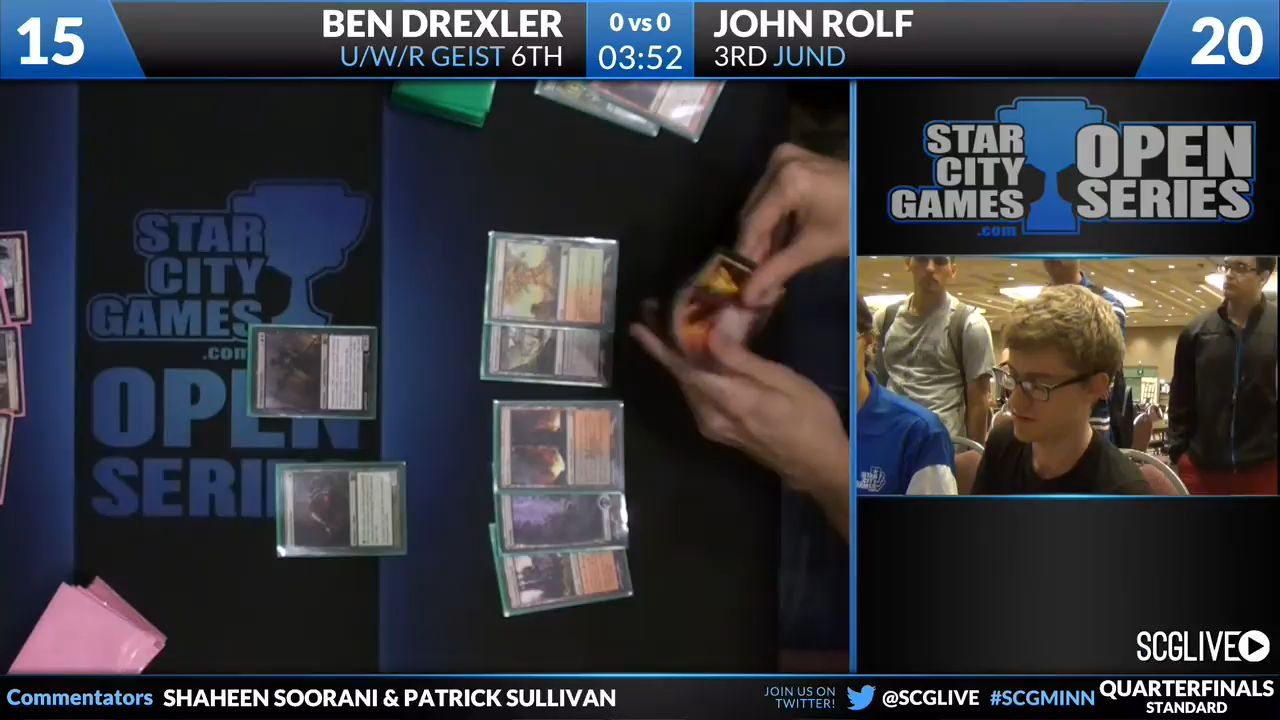 15
BEN DREXLER
U/W/R GEIST 6TH
0 vs 0
03:52
JOHN ROLF
3RD JUND
20
STAR
CITY
GAMES
.com
OPEN
SERIES
STAR
CITY
GAMES
.com
OPEN
SERIES
SCGLIVE
Commentators SHAHEEN SOORANI & PATRICK SULLIVAN
JOIN US ON
TWITTER!
@SCGLIVE #SCGMINN
QUARTERFINALS
STANDARD